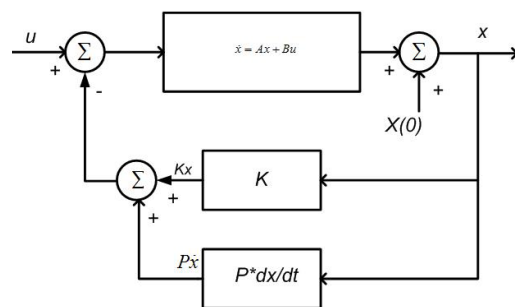 u
Σ
+
-
ẋ = Ax + Bu
+
Σ
+
X(0)
x
Σ
+
+
Kx
K
Pẋ
P*dx/dt